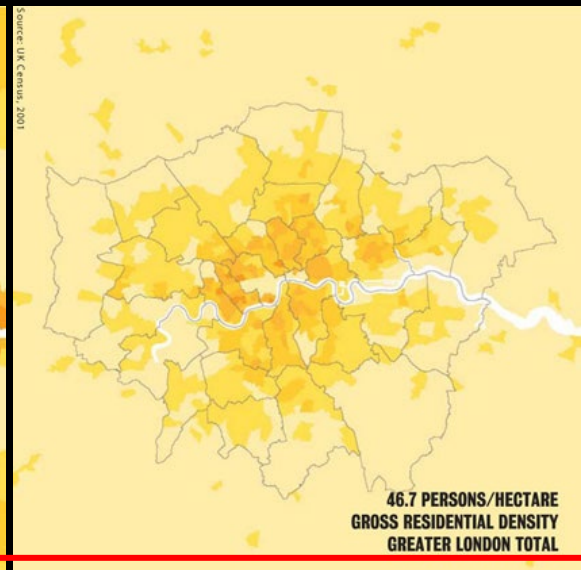 Source: UK Census, 2001
46.7 PERSONS/HECTARE
GROSS RESIDENTIAL DENSITY
GREATER LONDON TOTAL